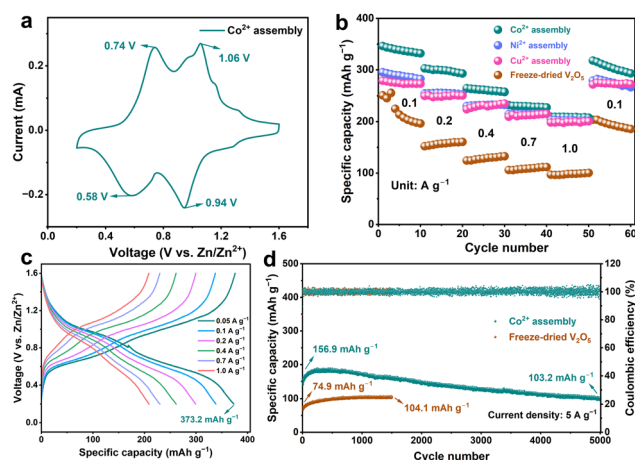 a
Co²⁺ assembly
0.74 V
1.06 V
0.58 V
0.94 V
0.2
0.0
−0.2
0.0
0.4
0.8
1.2
1.6
Current (mA)
Voltage (V vs. Zn/Zn²⁺)
b
Co²⁺ assembly
Ni²⁺ assembly
Cu²⁺ assembly
Freeze-dried V₂O₅
0.1
0.2
0.4
0.7
1.0
0.1
Unit: A g⁻¹
400
300
200
100
0
0
10
20
30
40
50
60
Specific capacity (mAh g⁻¹)
Cycle number
c
0.05 A g⁻¹
0.1 A g⁻¹
0.2 A g⁻¹
0.4 A g⁻¹
0.7 A g⁻¹
1.0 A g⁻¹
373.2 mAh g⁻¹
1.6
1.2
0.8
0.4
0.0
0
100
200
300
400
Voltage (V vs. Zn/Zn²⁺)
Specific capacity (mAh g⁻¹)
d
Co²⁺ assembly
Freeze-dried V₂O₅
156.9 mAh g⁻¹
74.9 mAh g⁻¹
104.1 mAh g⁻¹
103.2 mAh g⁻¹
Current density: 5 A g⁻¹
500
400
300
200
100
0
0
1000
2000
3000
4000
5000
120
100
80
60
40
20
0
Specific capacity (mAh g⁻¹)
Cycle number
Coulombic efficiency (%)